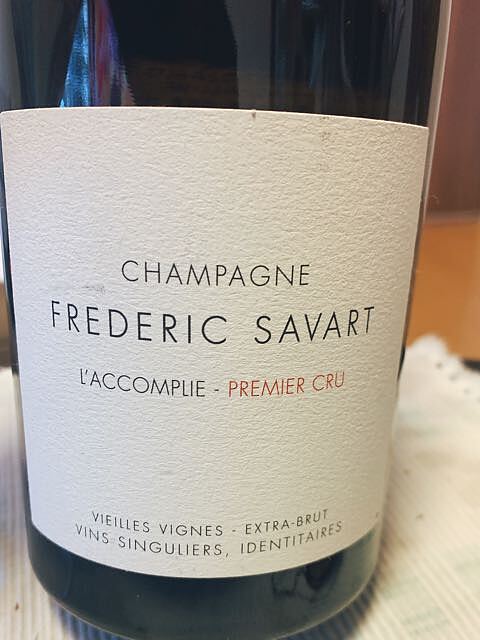 CHAMPAGNE
FREDERIC SAVART
L'ACCOMPLIE - PREMIER CRU
VIEILLES VIGNES - EXTRA-BRUT
VINS SINGULIERS, IDENTITAIRES